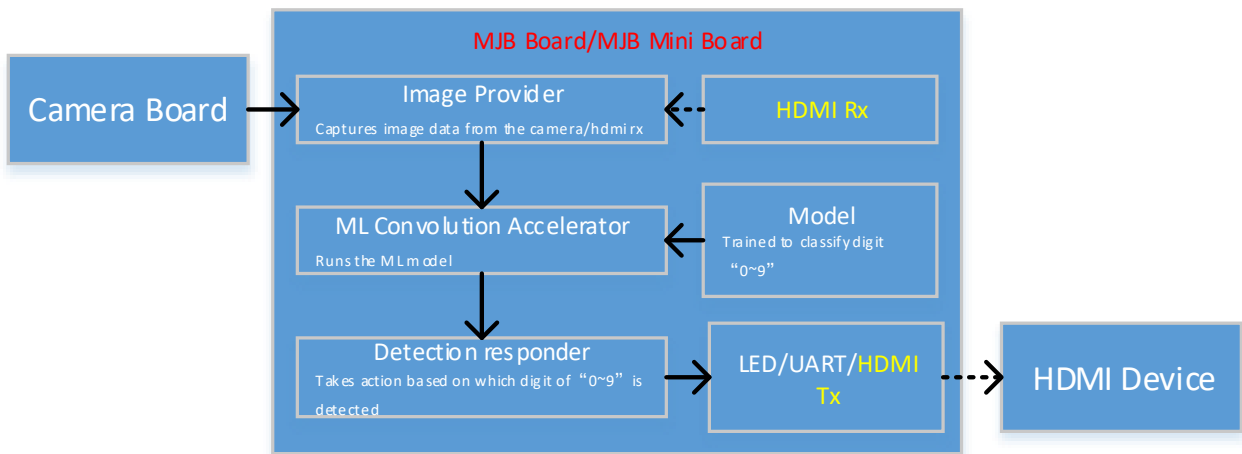 MJB Board/MJB Mini Board
Camera Board
Image Provider
Captures image data from the camera/hdmi rx
HDMI Rx
ML Convolution Accelerator
Runs the ML model
Model
Trained to classify digit
“0~9”
Detection responder
Takes action based on which digit of “0~9” is
detected
LED/UART/HDMI
Tx
HDMI Device